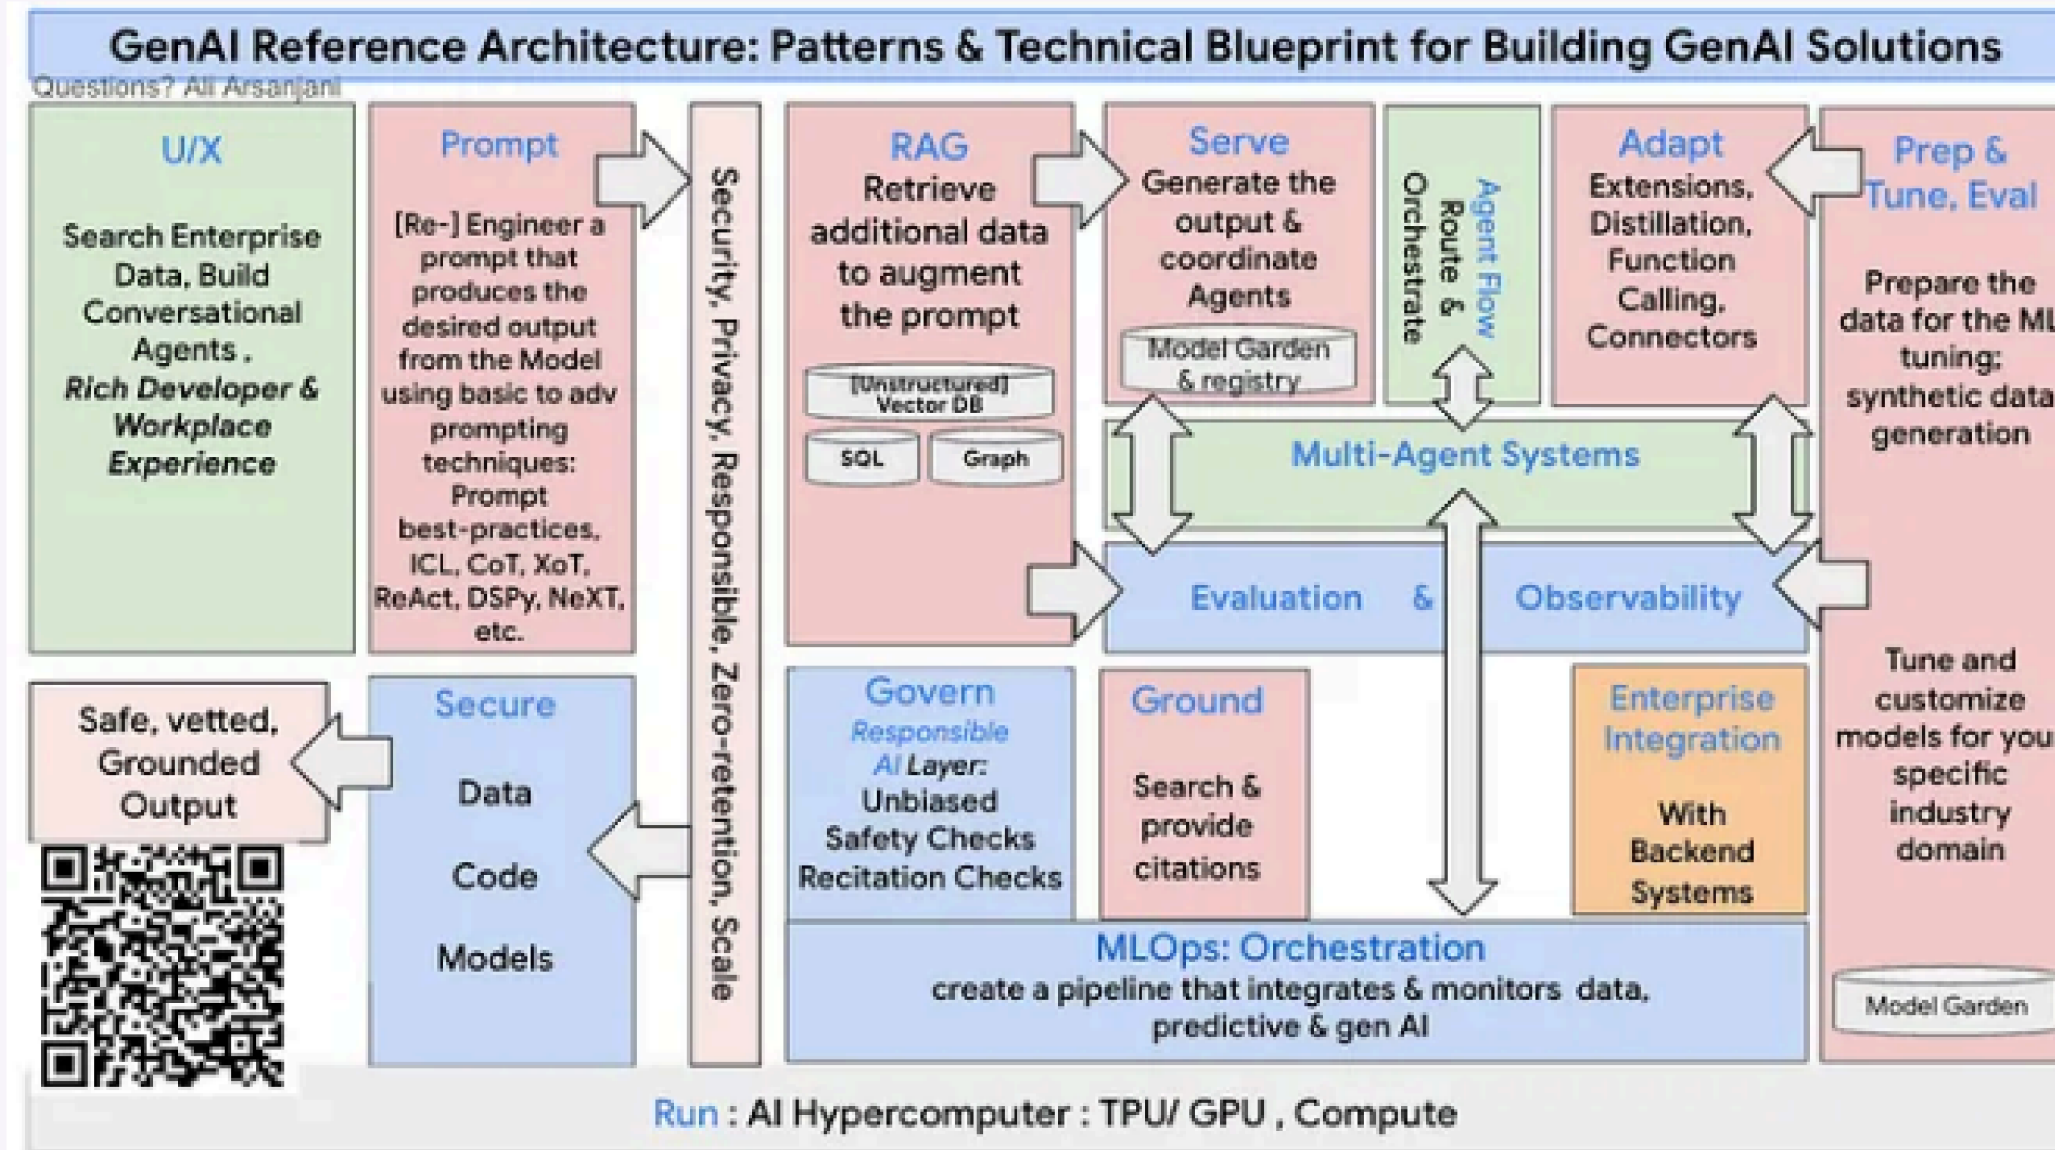 GenAI Reference Architecture: Patterns & Technical Blueprint for Building GenAI Solutions
Questions? Ali Arsanjani
U/X
Search Enterprise
Data, Build
Conversational
Agents .
Rich Developer &
Workplace
Experience
Prompt
[Re-] Engineer a
prompt that
produces the
desired output
from the Model
using basic to adv
prompting
techniques:
Prompt
best-practices,
ICL, CoT, XoT,
ReAct, DSPy, NeXT,
etc.
Security, Privacy, Responsible, Zero-retention, Scale
RAG
Retrieve
additional data
to augment
the prompt
[Unstructured]
Vector DB
SQL
Graph
Serve
Generate the
output &
coordinate
Agents
Model Garden
& registry
Agent Flow
Route &
Orchestrate
Adapt
Extensions,
Distillation,
Function
Calling,
Connectors
Prep &
Tune, Eval
Prepare the
data for the ML
tuning;
synthetic data
generation
Tune and
customize
models for you
specific
industry
domain
Model Garden
Multi-Agent Systems
Evaluation &
Observability
Safe, vetted,
Grounded
Output
Secure
Data
Code
Models
Govern
Responsible
AI Layer:
Unbiased
Safety Checks
Recitation Checks
Ground
Search &
provide
citations
Enterprise
Integration
With
Backend
Systems
MLOps: Orchestration
create a pipeline that integrates & monitors data,
predictive & gen AI
Run : AI Hypercomputer : TPU/ GPU , Compute